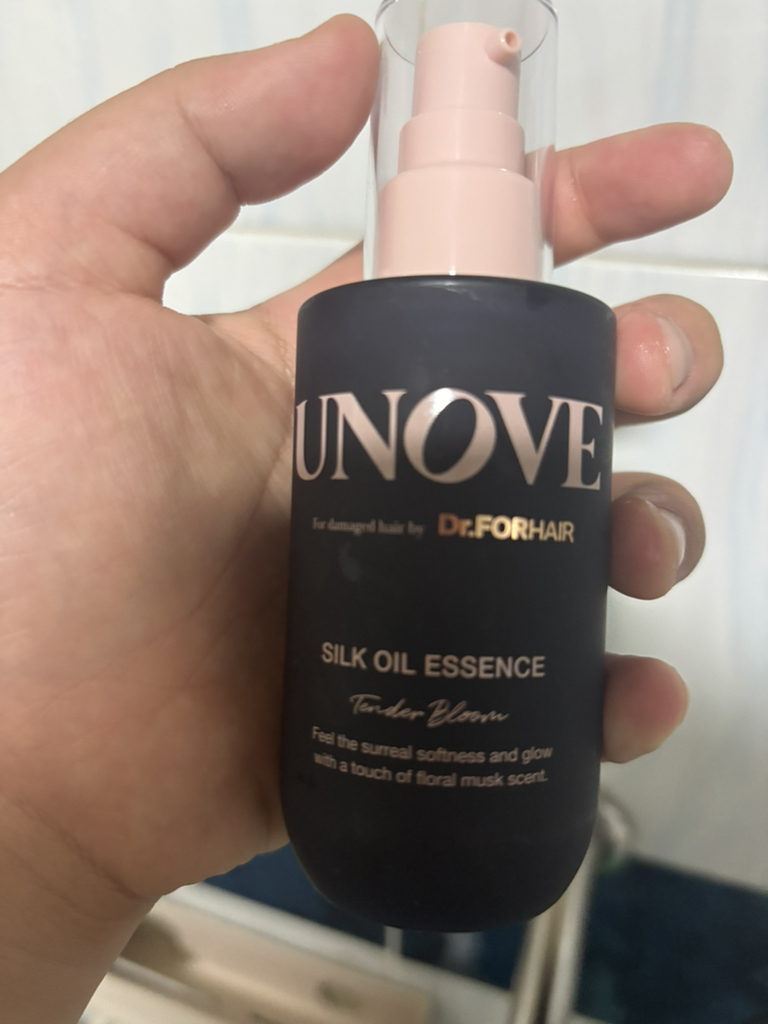 UNOVE
For damaged hair by Dr.FORHAIR
SILK OIL ESSENCE
Tender Bloom
Feel the surreal softness and glow
with a touch of floral musk scent.